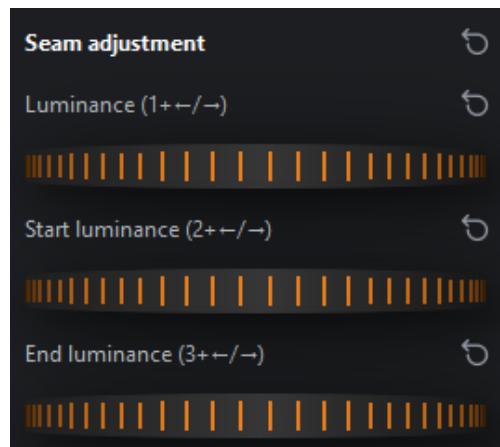 Seam adjustment
Luminance (1+←/→)
Start luminance (2+←/→)
End luminance (3+←/→)